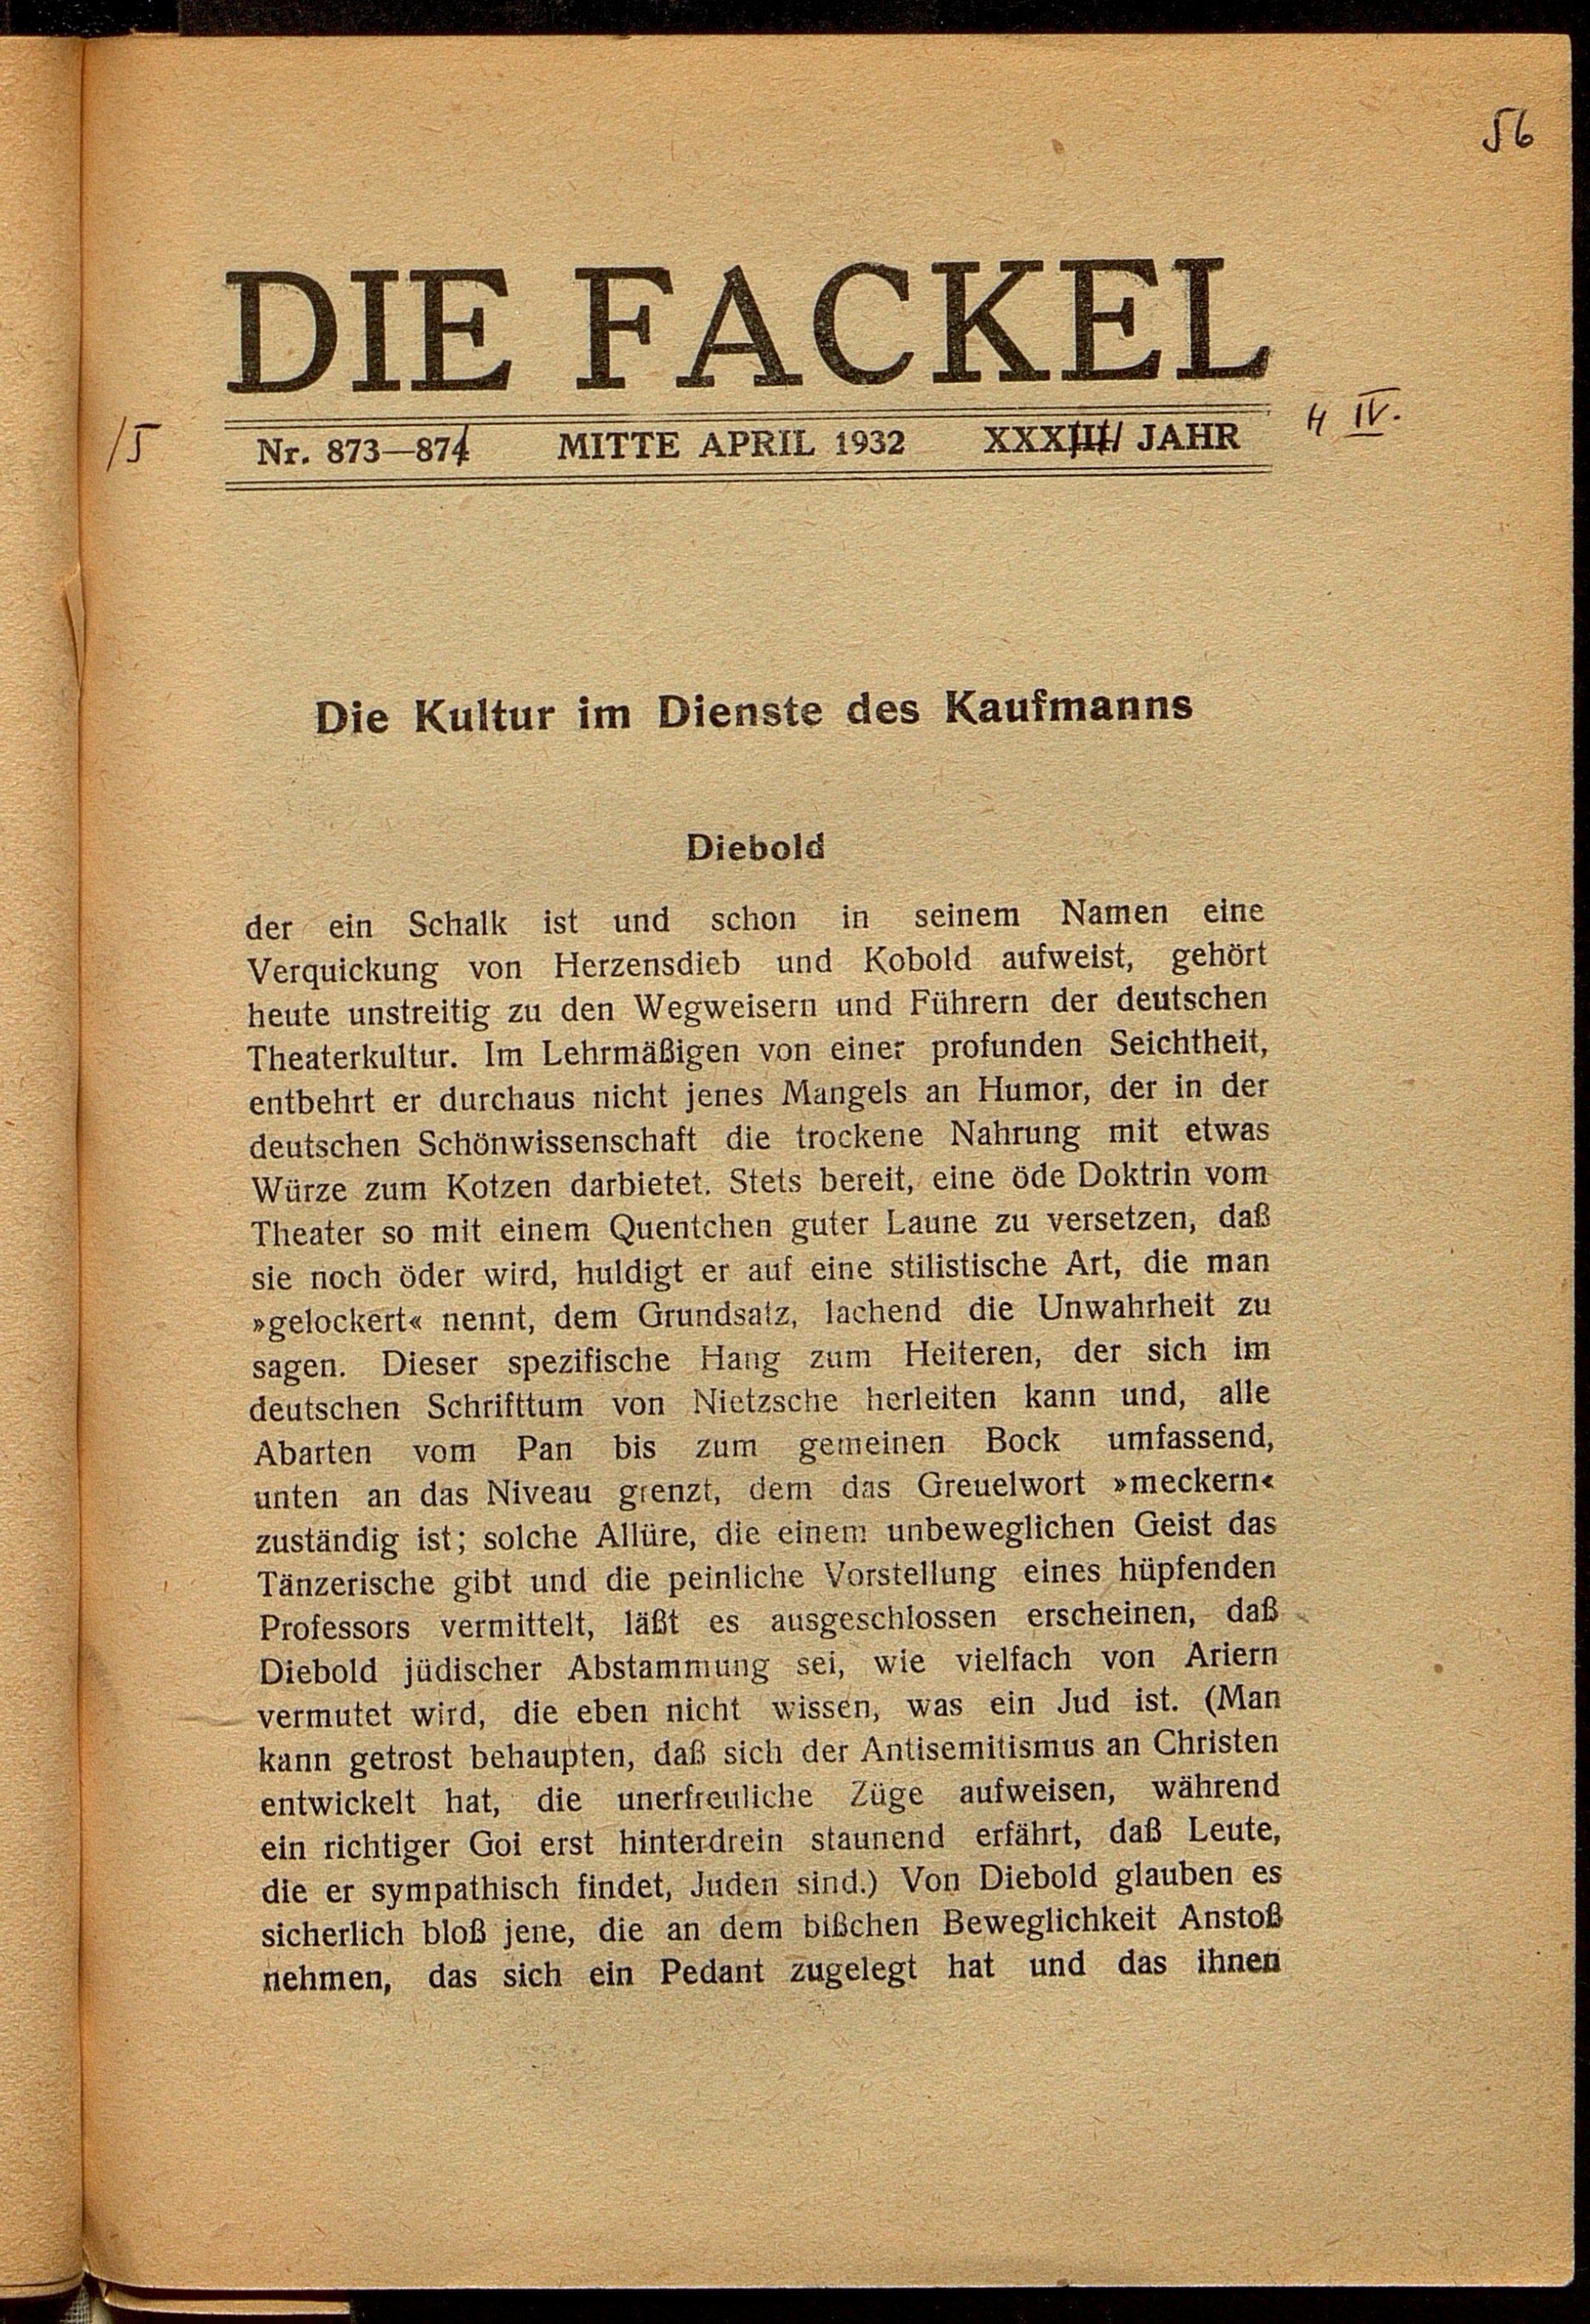 56
DIE FACKEL
/5 Nr. 873—874 MITTE APRIL 1932 XXXIII JAHR H IV.
Die Kultur im Dienste des Kaufmanns
Diebold
der ein Schalk ist und schon in seinem Namen eine
Verquickung von Herzensdieb und Kobold aufweist, gehört
heute unstreitig zu den Wegweisern und Führern der deutschen
Theaterkultur. Im Lehrmäßigen von einer profunden Seichtheit,
entbehrt er durchaus nicht jenes Mangels an Humor, der in der
deutschen Schönwissenschaft die trockene Nahrung mit etwas
Würze zum Kotzen darbietet. Stets bereit, eine öde Doktrin vom
Theater so mit einem Quentchen guter Laune zu versetzen, daß
sie noch öder wird, huldigt er auf eine stilistische Art, die man
»gelockert« nennt, dem Grundsatz, lachend die Unwahrheit zu
sagen. Dieser spezifische Hang zum Heiteren, der sich im
deutschen Schrifttum von Nietzsche herleiten kann und, alle
Abarten vom Pan bis zum gemeinen Bock umfassend,
unten an das Niveau grenzt, dem das Greuelwort »meckern«
zuständig ist; solche Allüre, die einem unbeweglichen Geist das
Tänzerische gibt und die peinliche Vorstellung eines hüpfenden
Professors vermittelt, läßt es ausgeschlossen erscheinen, daß
Diebold jüdischer Abstammung sei, wie vielfach von Ariern
vermutet wird, die eben nicht wissen, was ein Jud ist. (Man
kann getrost behaupten, daß sich der Antisemitismus an Christen
entwickelt hat, die unerfreuliche Züge aufweisen, während
ein richtiger Goi erst hinterdrein staunend erfährt, daß Leute,
die er sympathisch findet, Juden sind.) Von Diebold glauben es
sicherlich bloß jene, die an dem bißchen Beweglichkeit Anstoß
nehmen, das sich ein Pedant zugelegt hat und das ihnen